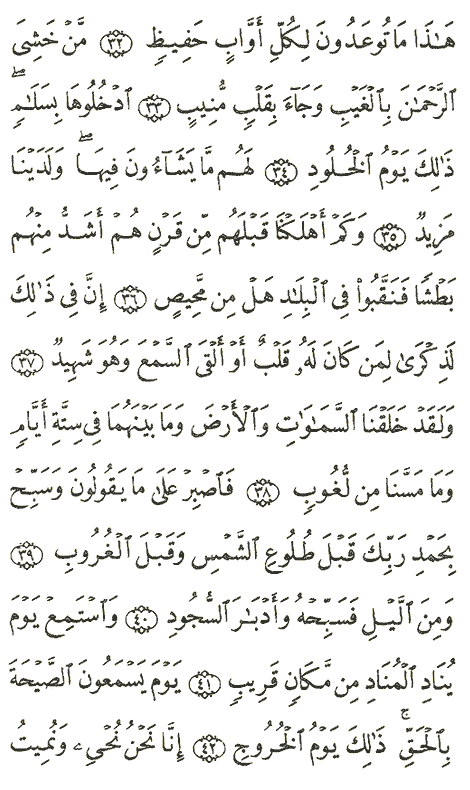 هَٰذَا مَا تُوعَدُونَ لِكُلِّ أَوَّابٍ حَفِيظٍ ٣٢ مَّنْ خَشِيَ
ٱلرَّحْمَٰنَ بِٱلْغَيْبِ وَجَآءَ بِقَلْبٍ مُّنِيبٍ ٣٣ ٱدْخُلُوهَا بِسَلَٰمٍ ۖ
ذَٰلِكَ يَوْمُ ٱلْخُلُودِ ٣٤ لَهُم مَّا يَشَآءُونَ فِيهَا ۖ وَلَدَيْنَا
مَزِيدٌ ٣٥ وَكَمْ أَهْلَكْنَا قَبْلَهُم مِّن قَرْنٍ هُمْ أَشَدُّ مِنْهُم
بَطْشًا فَنَقَّبُوا۟ فِى ٱلْبِلَٰدِ هَلْ مِن مَّحِيصٍ ٣٦ إِنَّ فِى ذَٰلِكَ
لَذِكْرَىٰ لِمَن كَانَ لَهُۥ قَلْبٌ أَوْ أَلْقَى ٱلسَّمْعَ وَهُوَ شَهِيدٌ ٣٧
وَلَقَدْ خَلَقْنَا ٱلسَّمَٰوَٰتِ وَٱلْأَرْضَ وَمَا بَيْنَهُمَا فِى سِتَّةِ أَيَّامٍ
وَمَا مَسَّنَا مِن لُّغُوبٍ ٣٨ فَٱصْبِرْ عَلَىٰ مَا يَقُولُونَ وَسَبِّحْ
بِحَمْدِ رَبِّكَ قَبْلَ طُلُوعِ ٱلشَّمْسِ وَقَبْلَ ٱلْغُرُوبِ ٣٩
وَمِنَ ٱلَّيْلِ فَسَبِّحْهُ وَأَدْبَٰرَ ٱلسُّجُودِ ٤٠ وَٱسْتَمِعْ يَوْمَ
يُنَادِ ٱلْمُنَادِ مِن مَّكَانٍ قَرِيبٍ ٤١ يَوْمَ يَسْمَعُونَ ٱلصَّيْحَةَ
بِٱلْحَقِّ ۚ ذَٰلِكَ يَوْمُ ٱلْخُرُوجِ ٤٢ إِنَّا نَحْنُ نُحْىِۦ وَنُمِيتُ